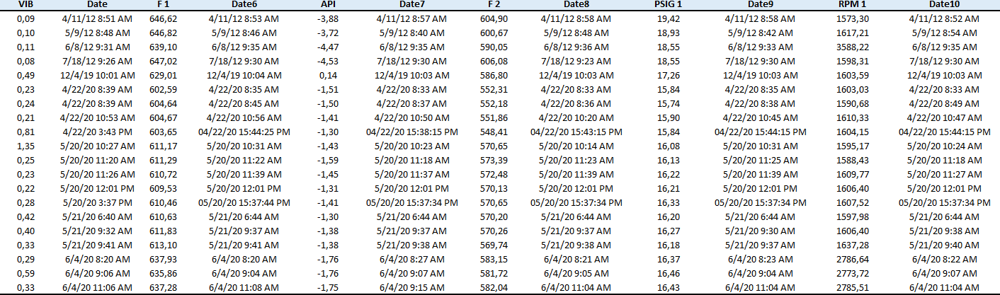 VIB Date F 1 Date6 API Date7 F 2 Date8 PSIG 1 Date9 RPM 1 Date10
0,09 4/11/12 8:51 AM 646,62 4/11/12 8:53 AM -3,88 4/11/12 8:57 AM 604,90 4/11/12 8:58 AM 19,42 4/11/12 8:58 AM 1573,30 4/11/12 8:52 AM
0,10 5/9/12 8:48 AM 646,82 5/9/12 8:46 AM -3,72 5/9/12 8:40 AM 600,67 5/9/12 8:48 AM 18,93 5/9/12 8:42 AM 1617,21 5/9/12 8:54 AM
0,11 6/8/12 9:31 AM 639,10 6/8/12 9:35 AM -4,47 6/8/12 9:35 AM 590,05 6/8/12 9:36 AM 18,55 6/8/12 9:33 AM 3588,22 6/8/12 9:35 AM
0,08 7/18/12 9:26 AM 647,02 7/18/12 9:30 AM -4,53 7/18/12 9:30 AM 606,08 7/18/12 9:23 AM 18,55 7/18/12 9:30 AM 1598,31 7/18/12 9:30 AM
0,49 12/4/19 10:01 AM 629,01 12/4/19 10:04 AM 0,14 12/4/19 10:03 AM 586,80 12/4/19 10:03 AM 17,26 12/4/19 10:03 AM 1603,59 12/4/19 10:03 AM
0,23 4/22/20 8:39 AM 602,59 4/22/20 8:35 AM -1,51 4/22/20 8:33 AM 552,31 4/22/20 8:33 AM 15,84 4/22/20 8:35 AM 1603,03 4/22/20 8:33 AM
0,24 4/22/20 8:39 AM 604,64 4/22/20 8:45 AM -1,50 4/22/20 8:37 AM 552,18 4/22/20 8:36 AM 15,74 4/22/20 8:38 AM 1590,68 4/22/20 8:49 AM
0,21 4/22/20 10:53 AM 604,67 4/22/20 10:56 AM -1,41 4/22/20 10:50 AM 551,86 4/22/20 10:20 AM 15,90 4/22/20 10:45 AM 1610,33 4/22/20 10:47 AM
0,81 4/22/20 3:43 PM 603,65 04/22/20 15:44:25 PM -1,30 04/22/20 15:38:15 PM 548,41 04/22/20 15:43:15 PM 15,84 04/22/20 15:44:15 PM 1604,15 04/22/20 15:44:15 PM
1,35 5/20/20 10:27 AM 611,17 5/20/20 10:31 AM -1,43 5/20/20 10:23 AM 570,65 5/20/20 10:14 AM 16,08 5/20/20 10:31 AM 1595,17 5/20/20 10:24 AM
0,25 5/20/20 11:20 AM 611,29 5/20/20 11:22 AM -1,59 5/20/20 11:18 AM 573,39 5/20/20 11:23 AM 16,13 5/20/20 11:25 AM 1588,43 5/20/20 11:18 AM
0,23 5/20/20 11:26 AM 610,72 5/20/20 11:39 AM -1,45 5/20/20 11:37 AM 572,48 5/20/20 11:39 AM 16,22 5/20/20 11:39 AM 1609,77 5/20/20 11:27 AM
0,22 5/20/20 12:01 PM 609,53 5/20/20 12:01 PM -1,31 5/20/20 12:01 PM 570,13 5/20/20 12:01 PM 16,21 5/20/20 12:01 PM 1606,40 5/20/20 12:01 PM
0,28 5/20/20 3:37 PM 610,46 05/20/20 15:37:44 PM -1,41 05/20/20 15:37:34 PM 570,65 05/20/20 15:37:34 PM 16,33 05/20/20 15:37:34 PM 1607,52 05/20/20 15:37:34 PM
0,42 5/21/20 6:40 AM 610,63 5/21/20 6:44 AM -1,30 5/21/20 6:44 AM 570,20 5/21/20 6:44 AM 16,20 5/21/20 6:44 AM 1597,98 5/21/20 6:44 AM
0,40 5/21/20 9:32 AM 611,83 5/21/20 9:37 AM -1,38 5/21/20 9:37 AM 570,26 5/21/20 9:37 AM 16,27 5/21/20 9:30 AM 1606,40 5/21/20 9:38 AM
0,33 5/21/20 9:41 AM 613,10 5/21/20 9:41 AM -1,38 5/21/20 9:38 AM 569,74 5/21/20 9:38 AM 16,18 5/21/20 9:37 AM 1637,28 5/21/20 9:40 AM
0,29 6/4/20 8:20 AM 637,93 6/4/20 8:20 AM -1,76 6/4/20 8:27 AM 583,15 6/4/20 8:21 AM 16,37 6/4/20 8:23 AM 2786,64 6/4/20 8:22 AM
0,59 6/4/20 9:06 AM 635,86 6/4/20 9:04 AM -1,76 6/4/20 9:07 AM 581,72 6/4/20 9:05 AM 16,46 6/4/20 9:04 AM 2773,72 6/4/20 9:07 AM
0,33 6/4/20 11:06 AM 637,28 6/4/20 11:08 AM -1,75 6/4/20 9:15 AM 582,04 6/4/20 11:04 AM 16,43 6/4/20 11:04 AM 2785,51 6/4/20 11:04 AM